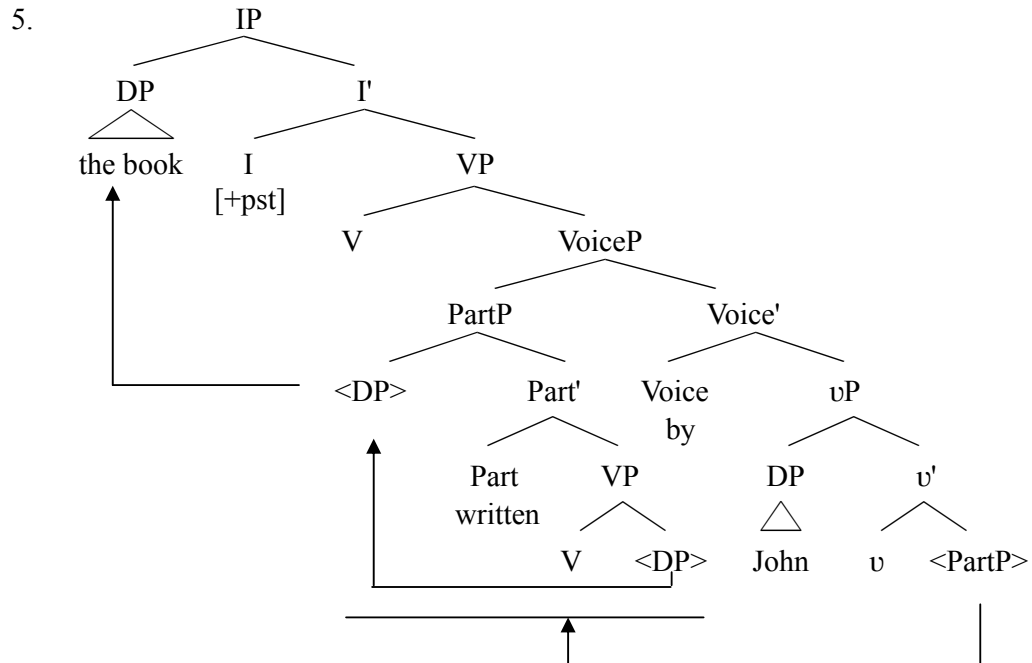 5. IP
DP I'
the book I VP
[+pst]
V VoiceP
PartP Voice'
<DP> Part' Voice υP
by
Part VP DP υ'
written
V <DP> John υ <PartP>